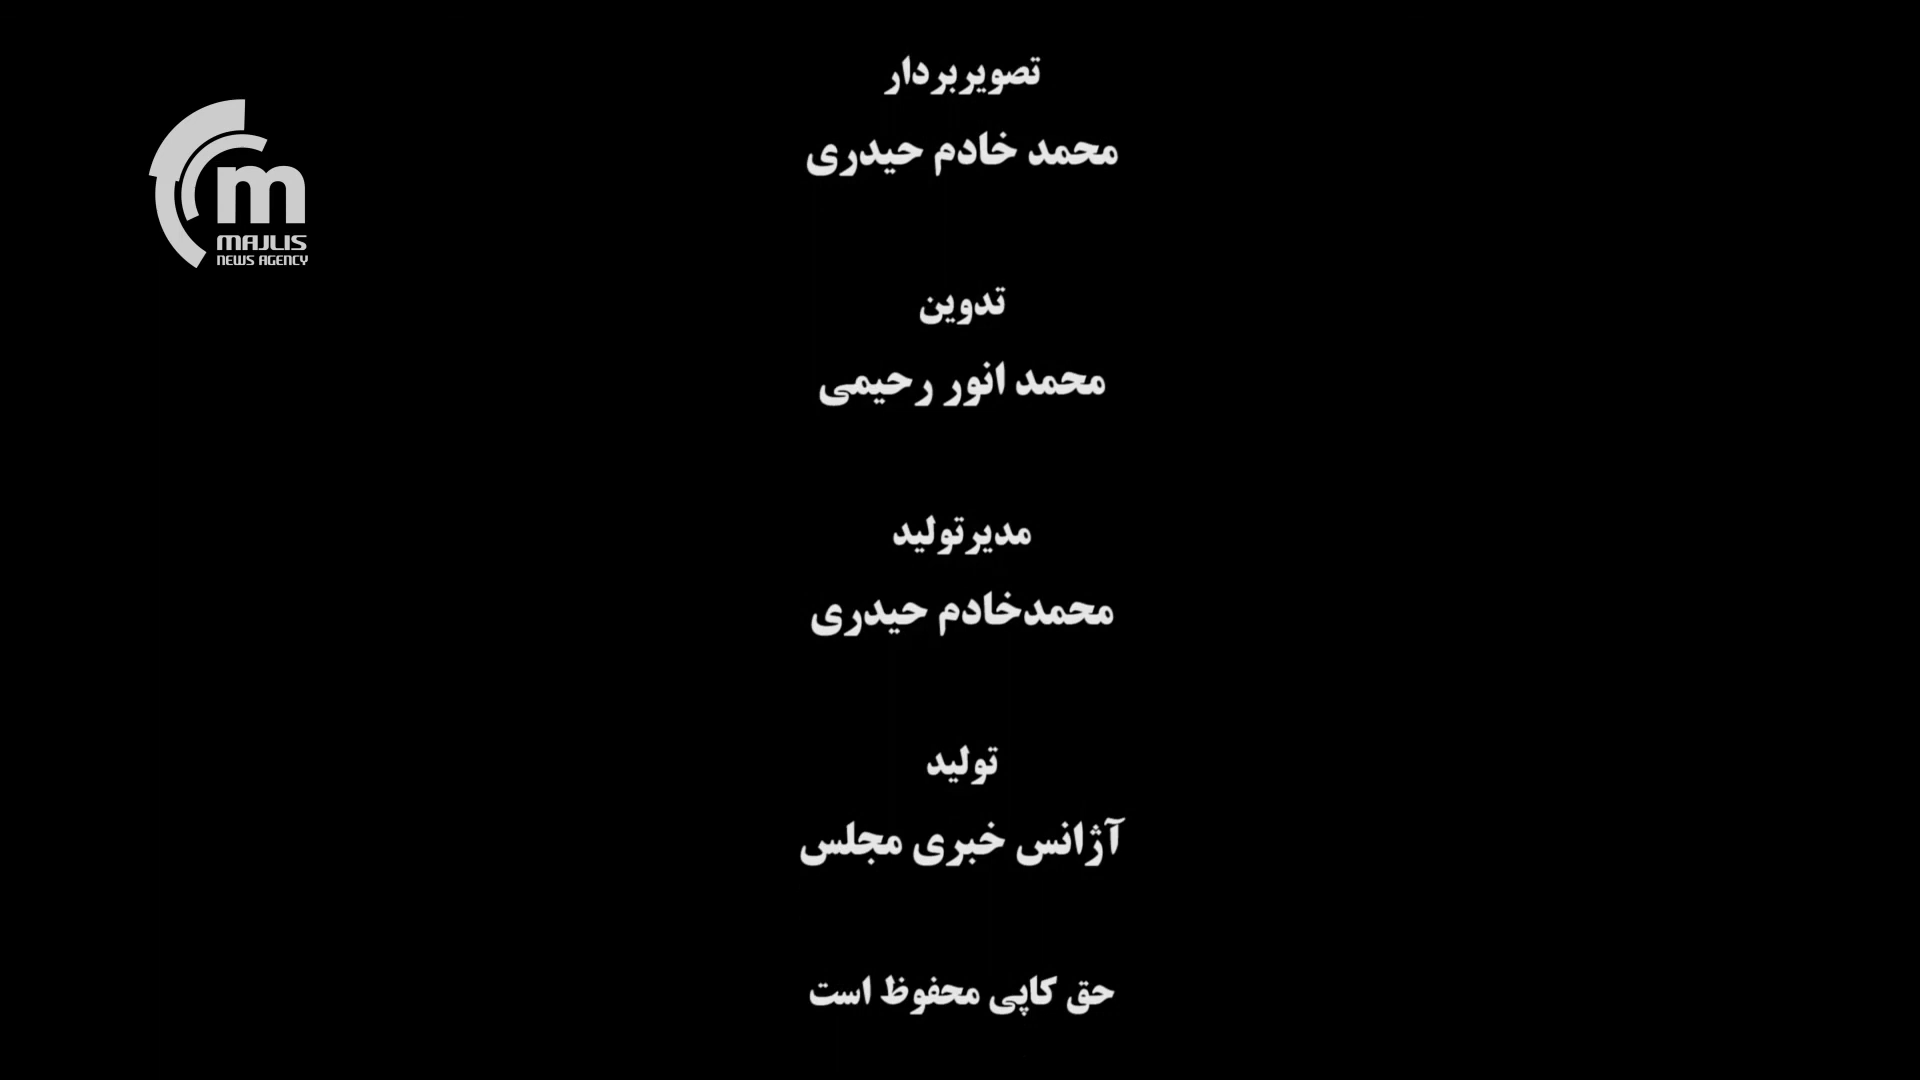 تصویربردار
محمد خادم حیدری
m
MAJLIS
NEWS AGENCY
تدوین
محمد انور رحیمی
مدیرتولید
محمدخادم حیدری
تولید
آژانس خبری مجلس
حق کاپی محفوظ است